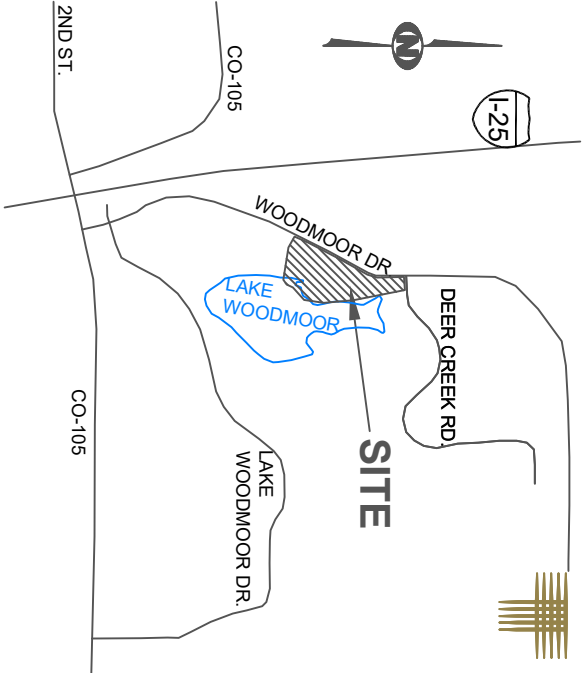 2ND ST.
CO-105
N
I-25
WOODMOOR DR
LAKE
WOODMOOR
DEER CREEK RD.
SITE
CO-105
LAKE
WOODMOOR DR.